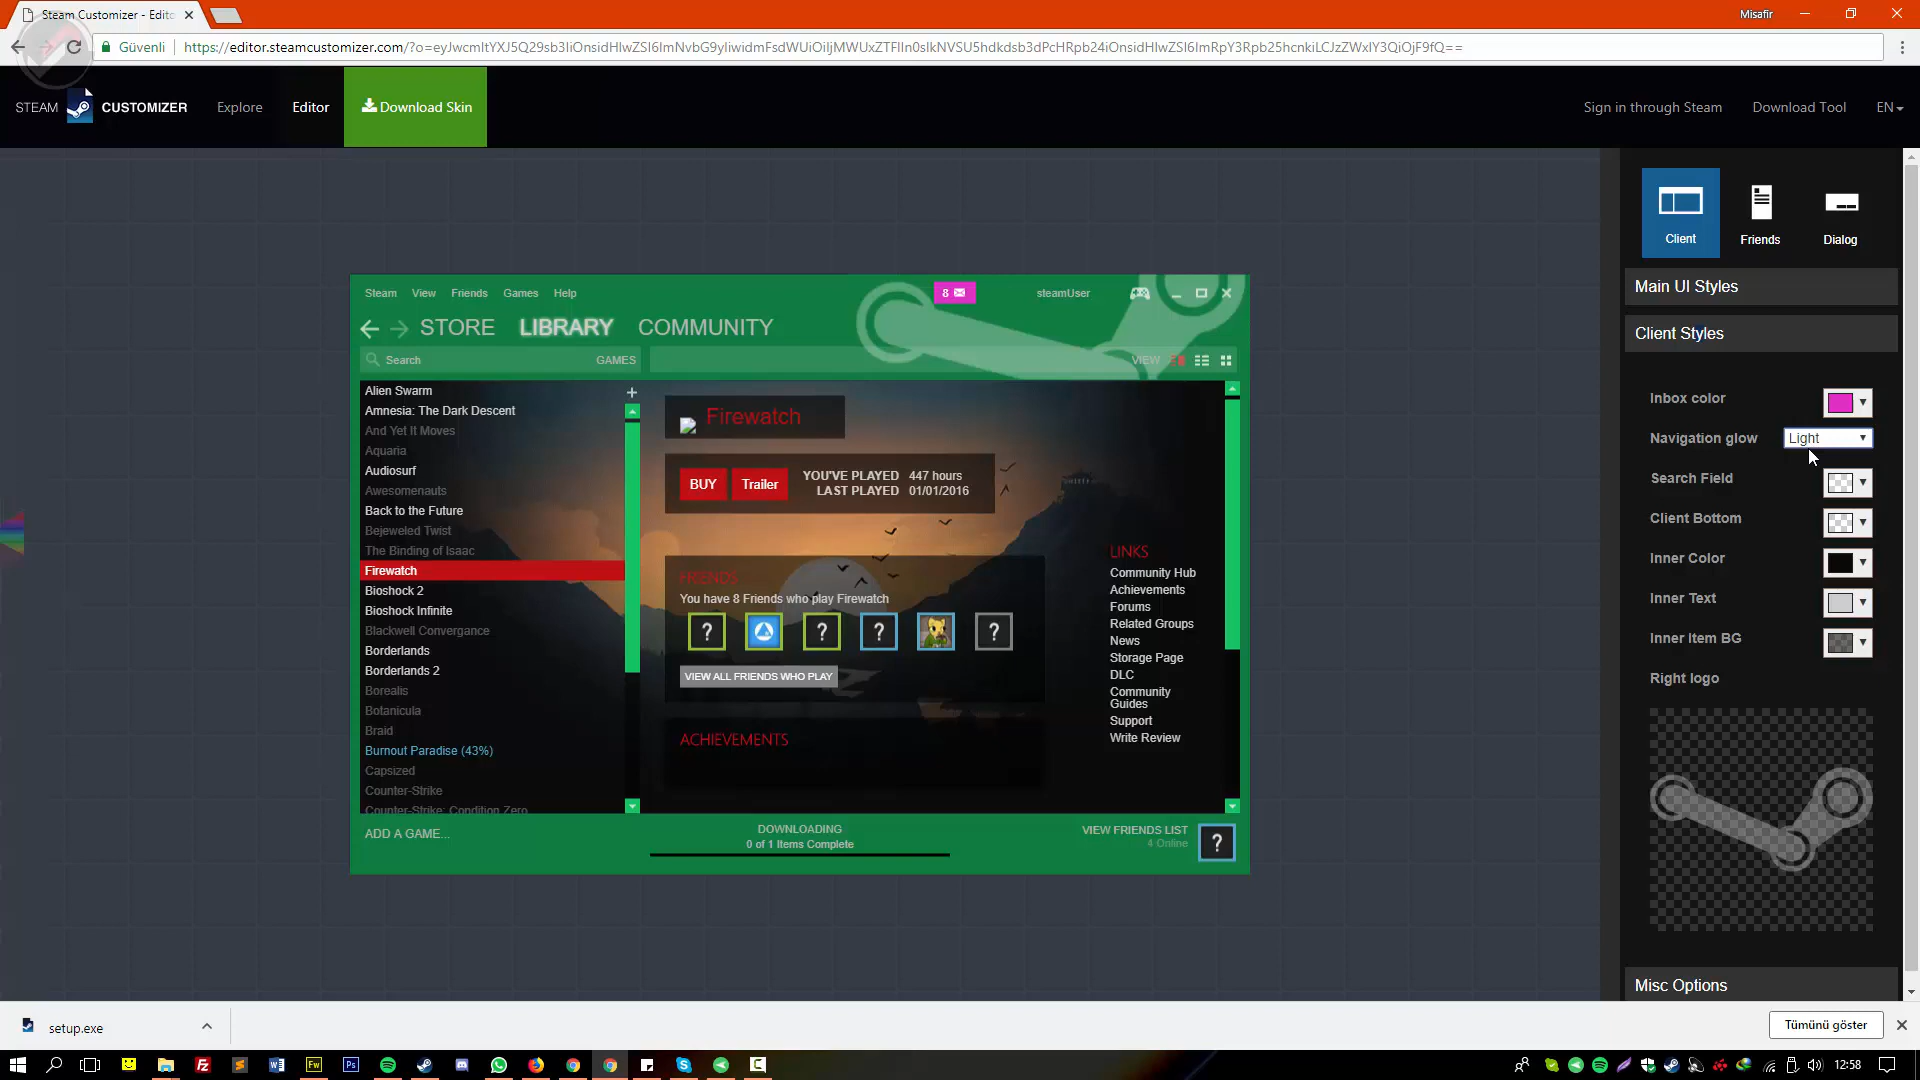 Steam Customizer - Edito
Misafir
Güvenli
STEAM CUSTOMIZER
Explore
Editor
Download Skin
Sign in through Steam
Download Tool
EN
Client
Friends
Dialog
Main UI Styles
Client Styles
Inbox color
Navigation glow
Light
Search Field
Client Bottom
Inner Color
Inner Text
Inner Item BG
Right logo
Misc Options
Steam View Friends Games Help
8
steamUser
STORE LIBRARY COMMUNITY
Search
GAMES
VIEW
Alien Swarm
Amnesia: The Dark Descent
And Yet It Moves
Aquaria
Audiosurf
Awesomenauts
Back to the Future
Bejeweled Twist
The Binding of Isaac
Firewatch
Bioshock 2
Bioshock Infinite
Blackwell Convergance
Borderlands
Borderlands 2
Borealis
Botanicula
Braid
Burnout Paradise (43%)
Capsized
Counter-Strike
Counter-Strike: Condition Zero
Firewatch
BUY
Trailer
YOU'VE PLAYED 447 hours
LAST PLAYED 01/01/2016
FRIENDS
You have 8 Friends who play Firewatch
? ? ? ?
VIEW ALL FRIENDS WHO PLAY
ACHIEVEMENTS
LINKS
Community Hub
Achievements
Forums
Related Groups
News
Storage Page
DLC
Community
Guides
Support
Write Review
ADD A GAME...
DOWNLOADING
0 of 1 Items Complete
VIEW FRIENDS LIST
4 Online
?
setup.exe
Tümünü göster
12:58